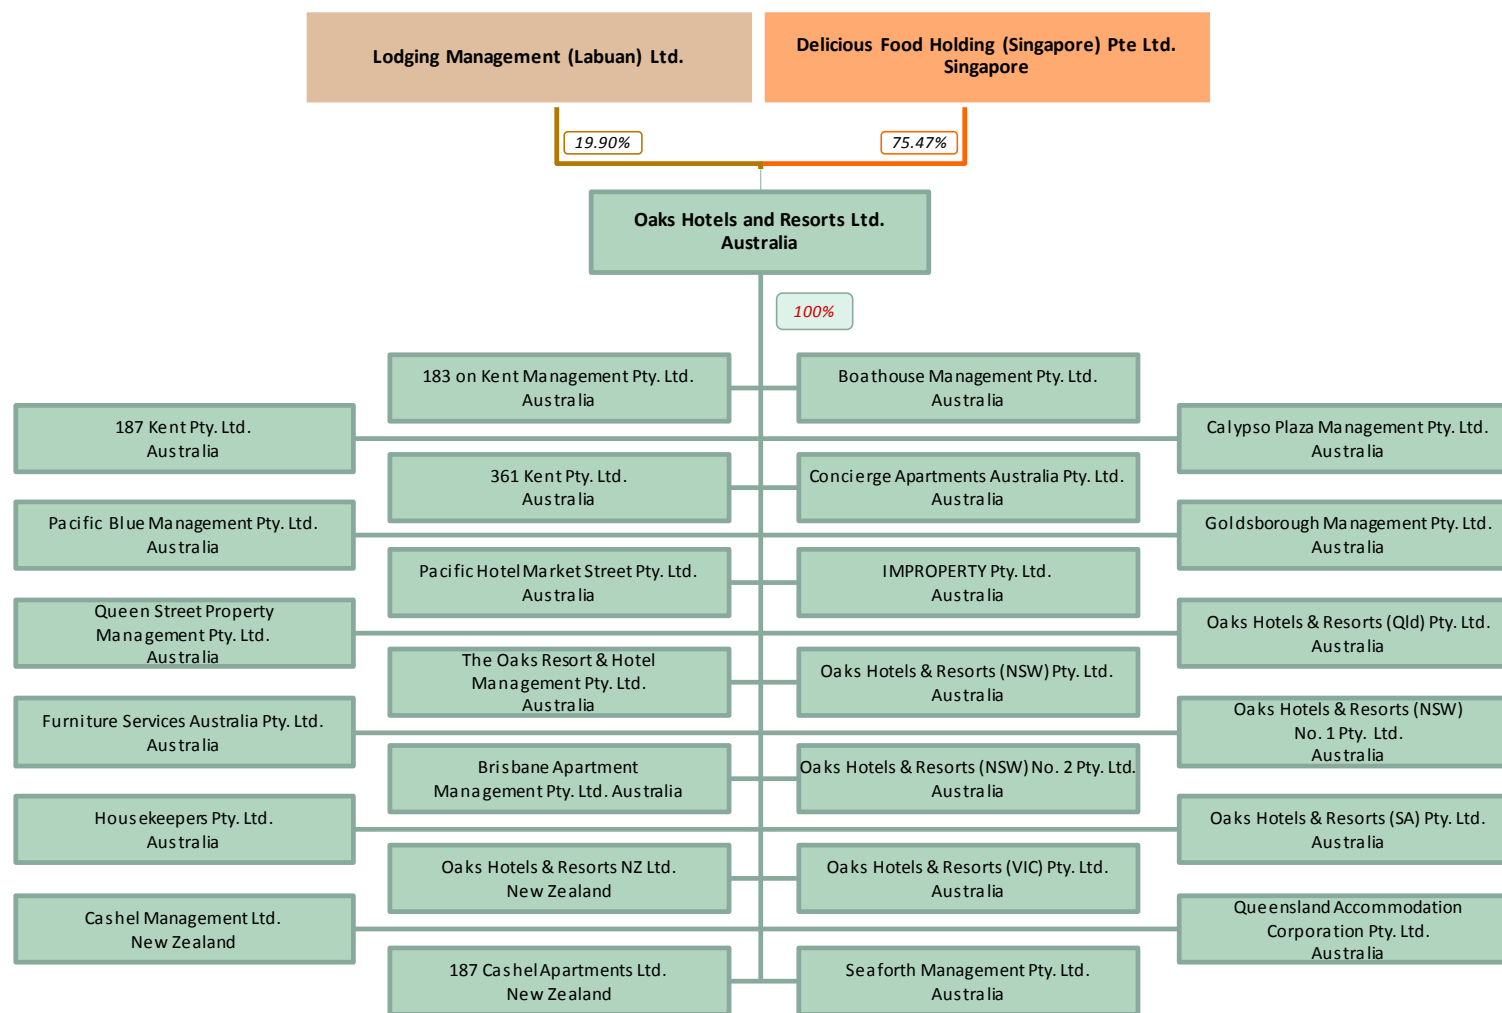 Lodging Management (Labuan) Ltd.
Delicious Food Holding (Singapore) Pte Ltd.
Singapore
19.90%
75.47%
Oaks Hotels and Resorts Ltd.
Australia
100%
183 on Kent Management Pty. Ltd.
Australia
Boathouse Management Pty. Ltd.
Australia
187 Kent Pty. Ltd.
Australia
Calypso Plaza Management Pty. Ltd.
Australia
361 Kent Pty. Ltd.
Australia
Concierge Apartments Australia Pty. Ltd.
Australia
Pacific Blue Management Pty. Ltd.
Australia
Goldsborough Management Pty. Ltd.
Australia
Pacific Hotel Market Street Pty. Ltd.
Australia
IMPROPERTY Pty. Ltd.
Australia
Queen Street Property
Management Pty. Ltd.
Australia
Oaks Hotels & Resorts (Qld) Pty. Ltd.
Australia
The Oaks Resort & Hotel
Management Pty. Ltd.
Australia
Oaks Hotels & Resorts (NSW) Pty. Ltd.
Australia
Furniture Services Australia Pty. Ltd.
Australia
Oaks Hotels & Resorts (NSW)
No. 1 Pty. Ltd.
Australia
Brisbane Apartment
Management Pty. Ltd. Australia
Oaks Hotels & Resorts (NSW) No. 2 Pty. Ltd.
Australia
Housekeepers Pty. Ltd.
Australia
Oaks Hotels & Resorts (SA) Pty. Ltd.
Australia
Oaks Hotels & Resorts NZ Ltd.
New Zealand
Oaks Hotels & Resorts (VIC) Pty. Ltd.
Australia
Cashel Management Ltd.
New Zealand
Queensland Accommodation
Corporation Pty. Ltd.
Australia
187 Cashel Apartments Ltd.
New Zealand
Seaforth Management Pty. Ltd.
Australia